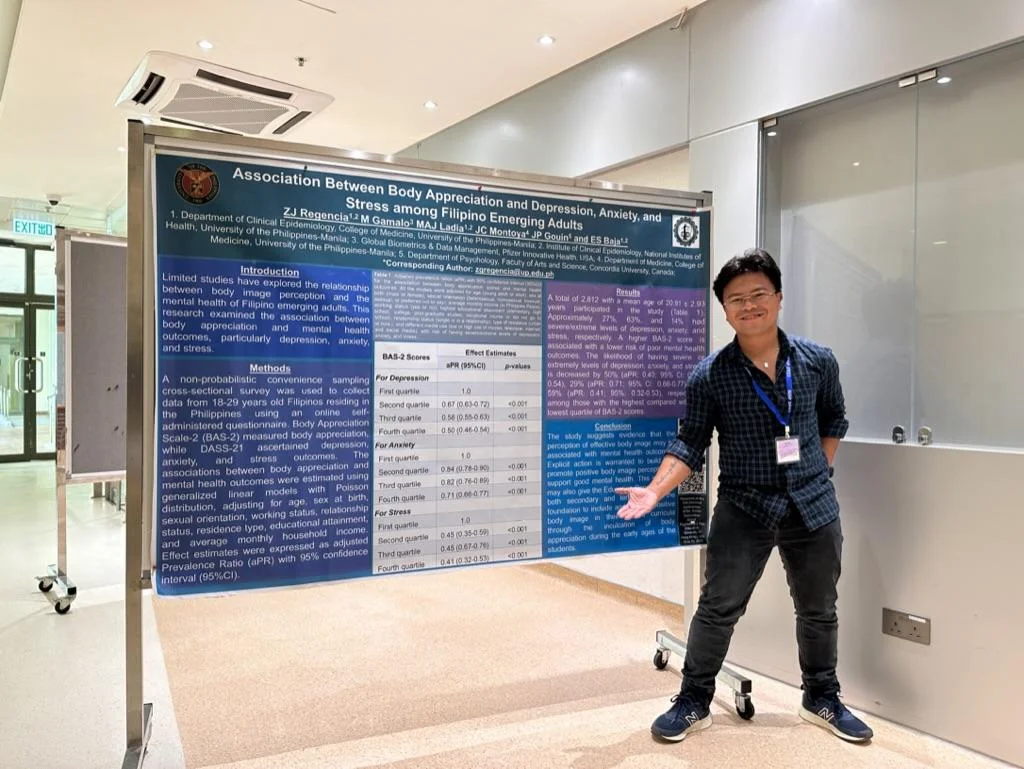 EXIT
Association Between Body Appreciation and Depression, Anxiety, and
Stress among Filipino Emerging Adults
ZJ Regencia1,2 M Gamalo3 MAJ Ladia1,2 JC Montoya4 JP Gouin5 and ES Baja1,2
1. Department of Clinical Epidemiology, College of Medicine, University of the Philippines-Manila; 2. Institute of Clinical Epidemiology, National Institutes of
Health, University of the Philippines-Manila; 3. Global Biometrics & Data Management, Pfizer Innovative Health, USA; 4. Department of Medicine, College of
Medicine, University of the Philippines-Manila; 5. Department of Psychology, Faculty of Arts and Science, Concordia University, Canada;
*Corresponding Author: zgregencia@up.edu.ph
Introduction
Limited studies have explored the relationship
between body image perception and the
mental health of Filipino emerging adults. This
research examined the association between
body appreciation and mental health
outcomes, particularly depression, anxiety,
and stress.
Methods
A non-probabilistic convenience sampling
cross-sectional survey was used to collect
data from 18-29 years old Filipinos residing in
the Philippines using an online self-
administered questionnaire. Body Appreciation
Scale-2 (BAS-2) measured body appreciation,
while DASS-21 ascertained depression,
anxiety, and stress outcomes. The
associations between body appreciation and
mental health outcomes were estimated using
generalized linear models with Poisson
distribution, adjusting for age, sex at birth,
sexual orientation, working status, relationship
status, residence type, educational attainment,
and average monthly household income.
Effect estimates were expressed as adjusted
Prevalence Ratio (aPR) with 95% confidence
interval (95%CI).
BAS-2 Scores Effect Estimates
aPR (95%CI) p-values
For Depression
First quartile 1.0
Second quartile 0.67 (0.63-0.72) <0.001
Third quartile 0.58 (0.55-0.63) <0.001
Fourth quartile 0.50 (0.46-0.54) <0.001
For Anxiety
First quartile 1.0
Second quartile 0.84 (0.78-0.90) <0.001
Third quartile 0.82 (0.76-0.89) <0.001
Fourth quartile 0.71 (0.66-0.77) <0.001
For Stress
First quartile 1.0
Second quartile 0.45 (0.35-0.59) <0.001
Third quartile 0.45 (0.67-0.76) <0.001
Fourth quartile 0.41 (0.32-0.53) <0.001
Results
A total of 2,812 with a mean age of 20.91 ± 2.93
years participated in the study (Table 1).
Approximately 27%, 63%, and 14% had
severe/extreme levels of depression, anxiety, and
stress, respectively. A higher BAS-2 score is
associated with a lower risk of poor mental health
outcomes. The likelihood of having severe
extremely levels of depression, anxiety, and
is decreased by 50% (aPR:
0.54), 29% (aPR: 0.71; 95% CI: 0.66-0.77)
59% (aPR: 0.41; 95%: 0.32-0.53),
among those with the highest compared
lowest quartile of BAS-2 scores.
Conclusion
The study suggests evidence that the
perception of effective body image may
associated with mental health
Explicit action is warranted to
promote positive body image
support good mental health. This
may also give the
both secondary and
foundation to include
body image in
through the inculcation of body
appreciation during the early ages of the
students.
N
N